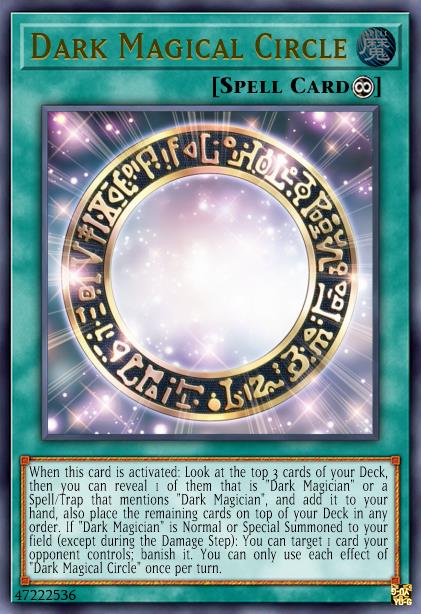 DARK MAGICAL CIRCLE 魔
[SPELL CARD]
When this card is activated: Look at the top 3 cards of your Deck,
then you can reveal 1 of them that is "Dark Magician" or a
Spell/Trap that mentions "Dark Magician", and add it to your
hand, also place the remaining cards on top of your Deck in any
order. If "Dark Magician" is Normal or Special Summoned to your
field (except during the Damage Step): You can target 1 card your
opponent controls; banish it. You can only use each effect of
"Dark Magical Circle" once per turn.
47222536